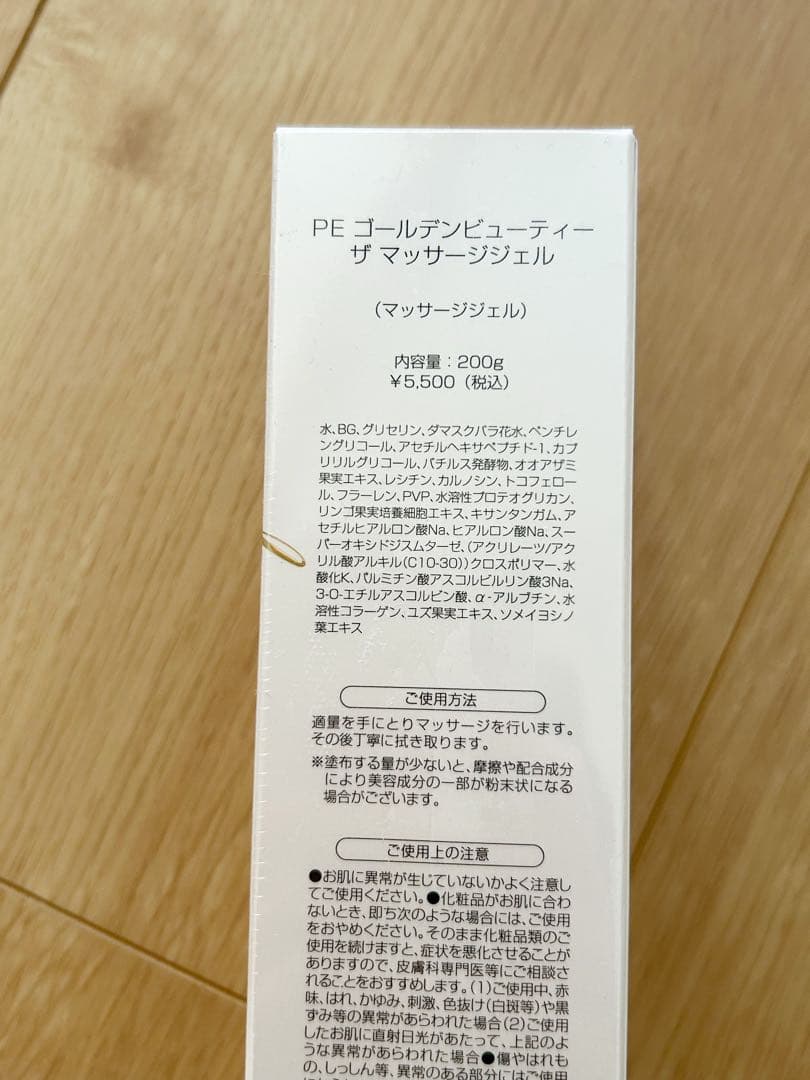 PE ゴールデンビューティー
ザ マッサージジェル
（マッサージジェル）
内容量：200g
￥5,500（税込）
水、BG、グリセリン、ダマスクバラ花水、ペンチレ
ングリコール、アセチルヘキサペプチド-1、カプ
リリルグリコール、バチルス発酵物、オオアザミ
果実エキス、レシチン、カルノシン、トコフェロー
ル、フラーレン、PVP、水溶性プロテオグリカン、
リンゴ果実培養細胞エキス、キサンタンガム、ア
セチルヒアルロン酸Na、ヒアルロン酸Na、スー
パーオキシドジスムターゼ、(アクリレーツ/アク
リル酸アルキル(C10-30))クロスポリマー、水
酸化K、パルミチン酸アスコルビルリン酸3Na、
3-O-エチルアスコルビン酸、α-アルブチン、水
溶性コラーゲン、ユズ果実エキス、ソメイヨシノ
葉エキス
ご使用方法
適量を手にとりマッサージを行います。
その後丁寧に拭き取ります。
※塗布する量が少ないと、摩擦や配合成分
により美容成分の一部が粉末状になる
場合がございます。
ご使用上の注意
●お肌に異常が生じていないかよく注意し
てご使用ください。●化粧品がお肌に合わ
ないとき、即ち次のような場合には、ご使用
をおやめください。そのまま化粧品類のご
使用を続けますと、症状を悪化させることが
ありますので、皮膚科専門医等にご相談さ
れることをおすすめします。(1)ご使用中、赤
味、はれ、かゆみ、刺激、色抜け(白斑等)や黒
ずみ等の異常があらわれた場合(2)ご使用
したお肌に直射日光があたって、上記のよ
うな異常があらわれた場合●傷やはれも
の、しっしん等、異常のある部分にはご使用